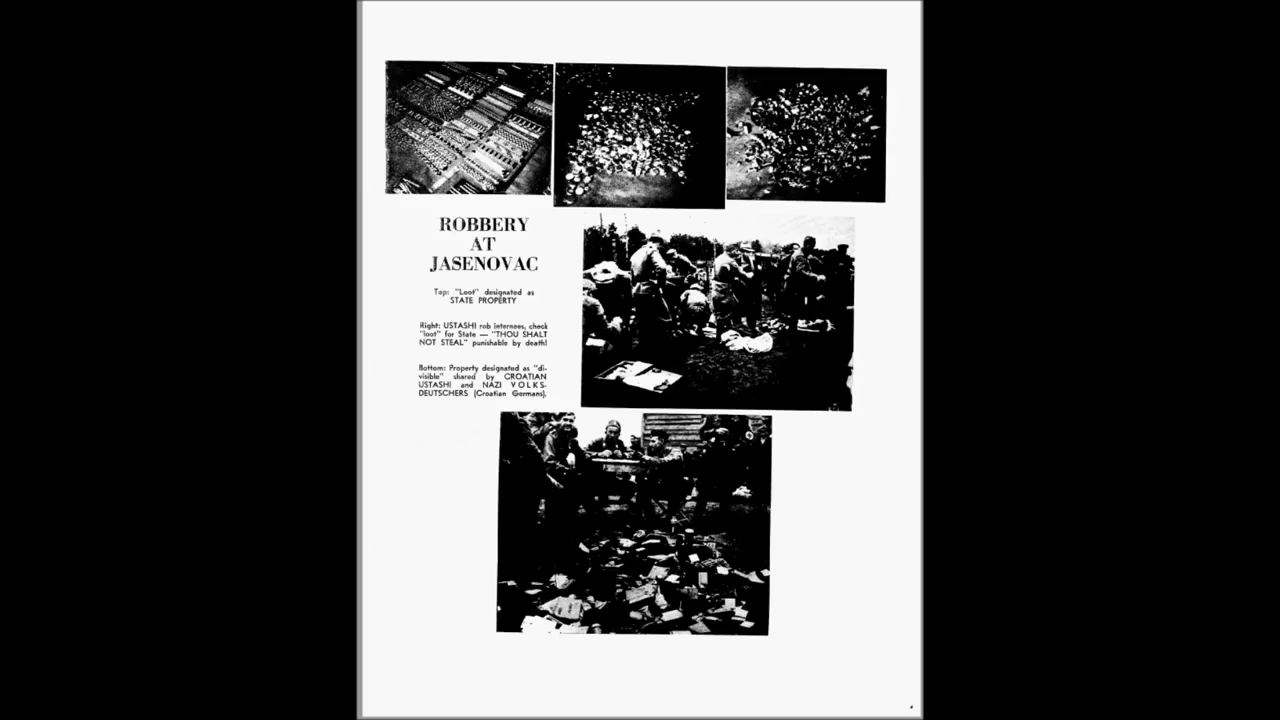 ROBBERY
AT
JASENOVAC
Top: "Loot" designated as
STATE PROPERTY
Right: USTASHI rob internees, check
"loot" for State — "THOU SHALT
NOT STEAL" punishable by death!
Bottom: Property designated as "di-
visible" shared by CROATIAN
USTASHI and NAZI VOLKS-
DEUTSCHERS (Croatian Germans).